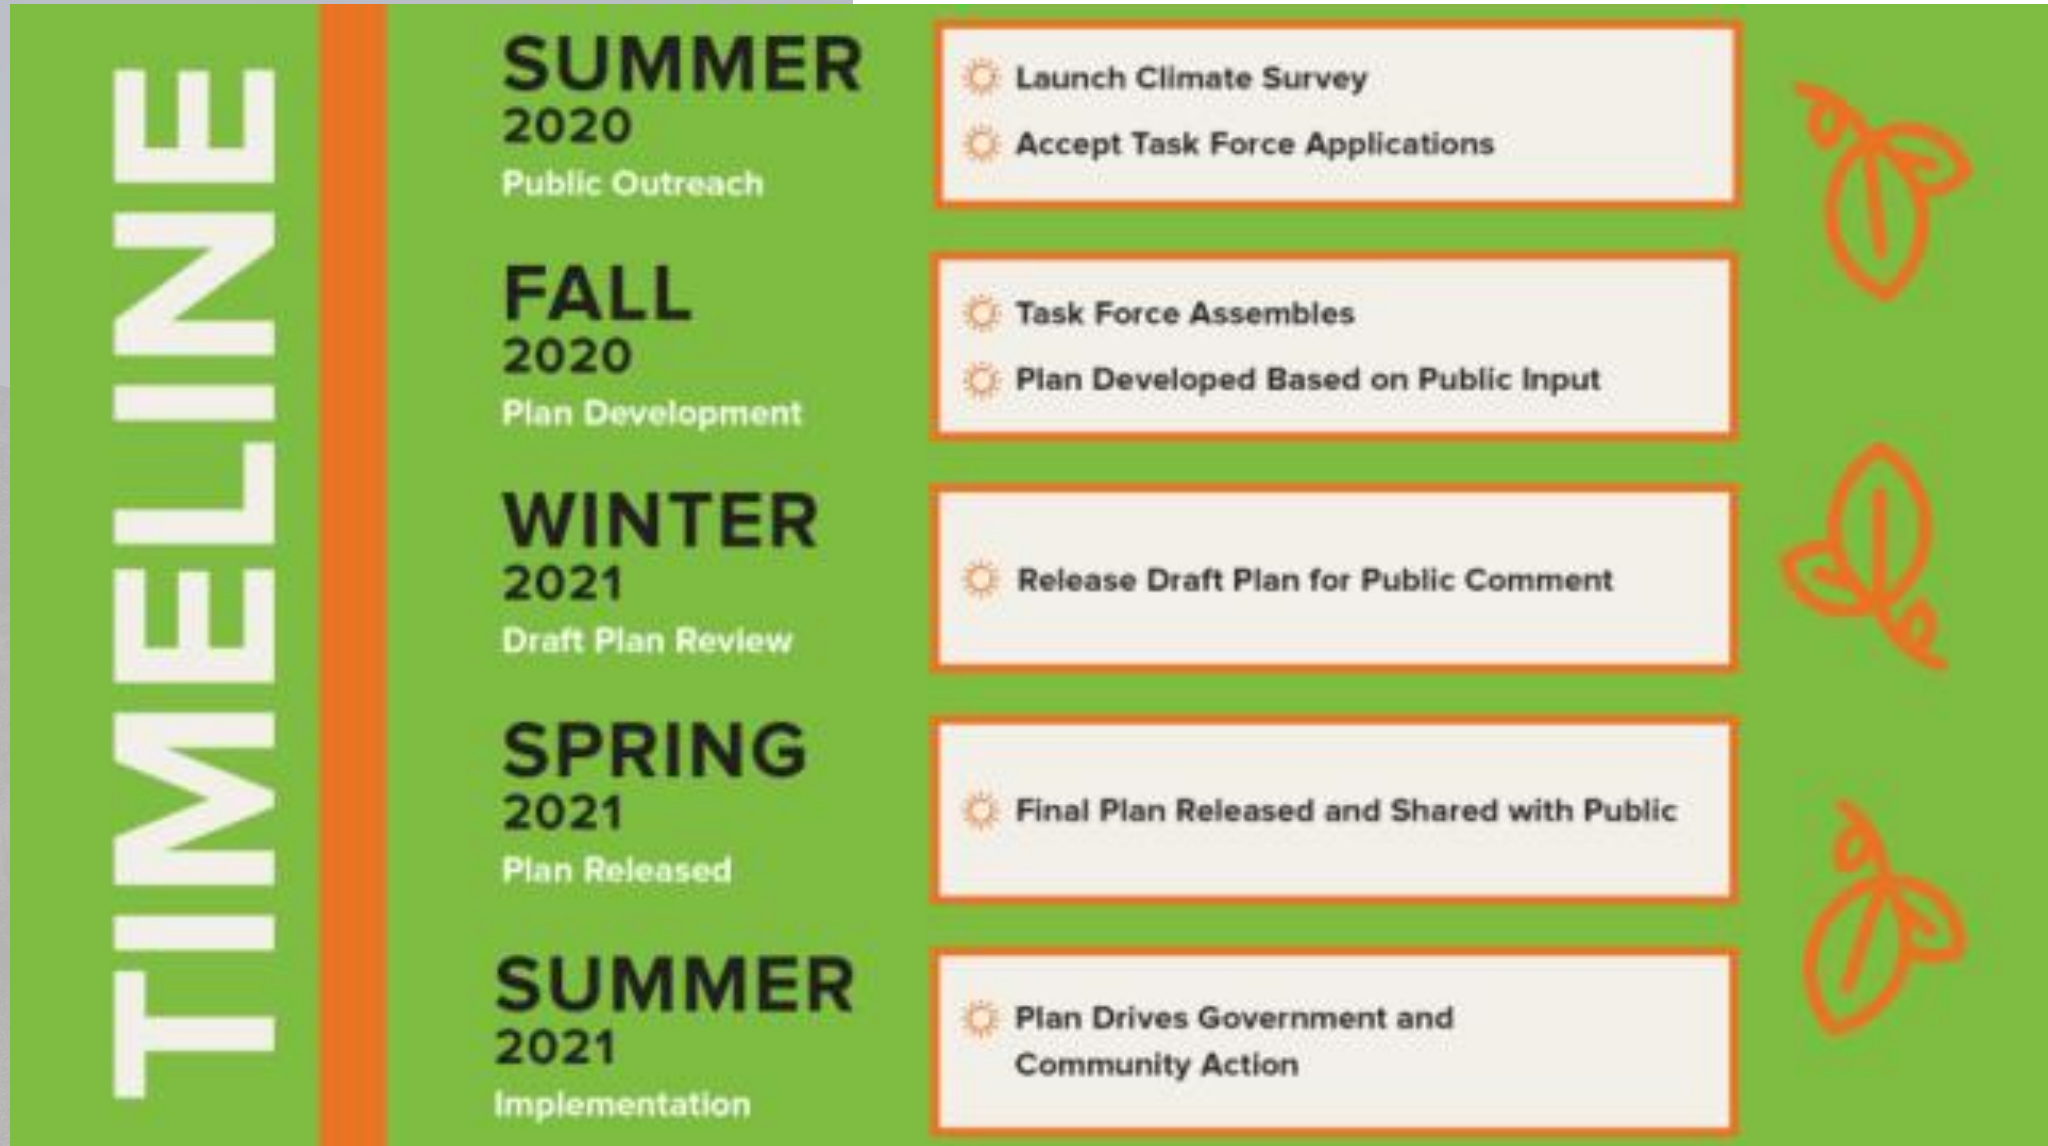 TIMELINE
SUMMER
2020
Public Outreach
Launch Climate Survey
Accept Task Force Applications
FALL
2020
Plan Development
Task Force Assembles
Plan Developed Based on Public Input
WINTER
2021
Draft Plan Review
Release Draft Plan for Public Comment
SPRING
2021
Plan Released
Final Plan Released and Shared with Public
SUMMER
2021
Implementation
Plan Drives Government and
Community Action